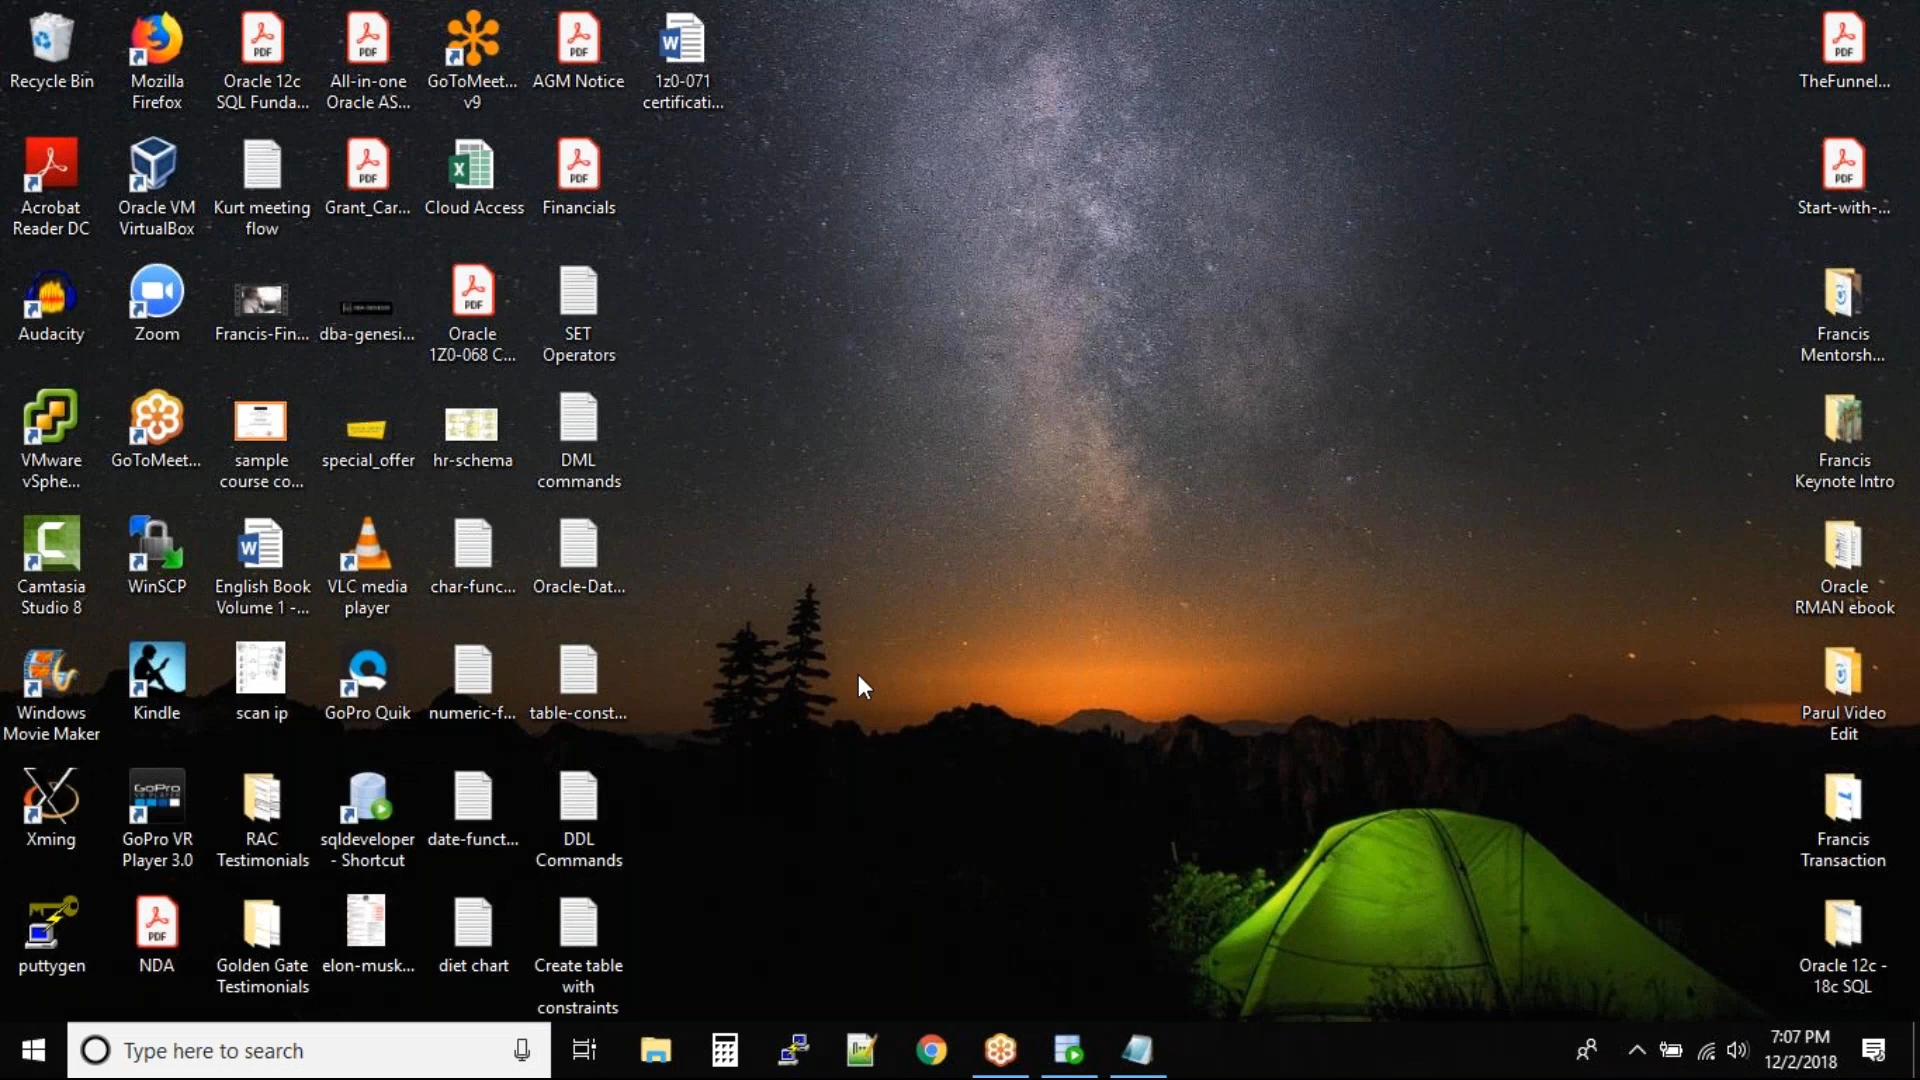 Recycle Bin
Mozilla
Firefox
Oracle 12c
SQL Funda...
All-in-one
Oracle AS...
GoToMeet...
v9
AGM Notice
1z0-071
certificati...
TheFunnel...
Acrobat
Reader DC
Oracle VM
VirtualBox
Kurt meeting
flow
Grant_Car...
Cloud Access
Financials
Start-with-...
Audacity
Zoom
Francis-Fin...
dba-genesi...
Oracle
1Z0-068 C...
SET
Operators
Francis
Mentorsh...
VMware
vSphe...
GoToMeet...
sample
course co...
special_offer
hr-schema
DML
commands
Francis
Keynote Intro
Camtasia
Studio 8
WinSCP
English Book
Volume 1 -...
VLC media
player
char-func...
Oracle-Dat...
Oracle
RMAN ebook
Windows
Movie Maker
Kindle
scan ip
GoPro Quik
numeric-f...
table-const...
Parul Video
Edit
Xming
GoPro VR
Player 3.0
RAC
Testimonials
sqldeveloper
- Shortcut
date-funct...
DDL
Commands
Francis
Transaction
puttygen
NDA
Golden Gate
Testimonials
elon-musk...
diet chart
Create table
with
constraints
Oracle 12c -
18c SQL
Type here to search
7:07 PM
12/2/2018